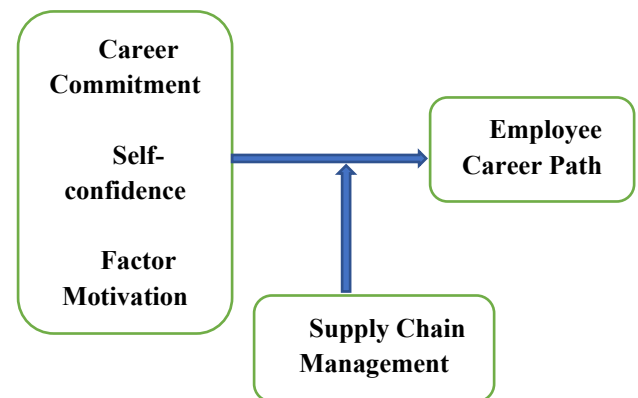 Career
Commitment
Self-
confidence
Factor
Motivation
Employee
Career Path
Supply Chain
Management